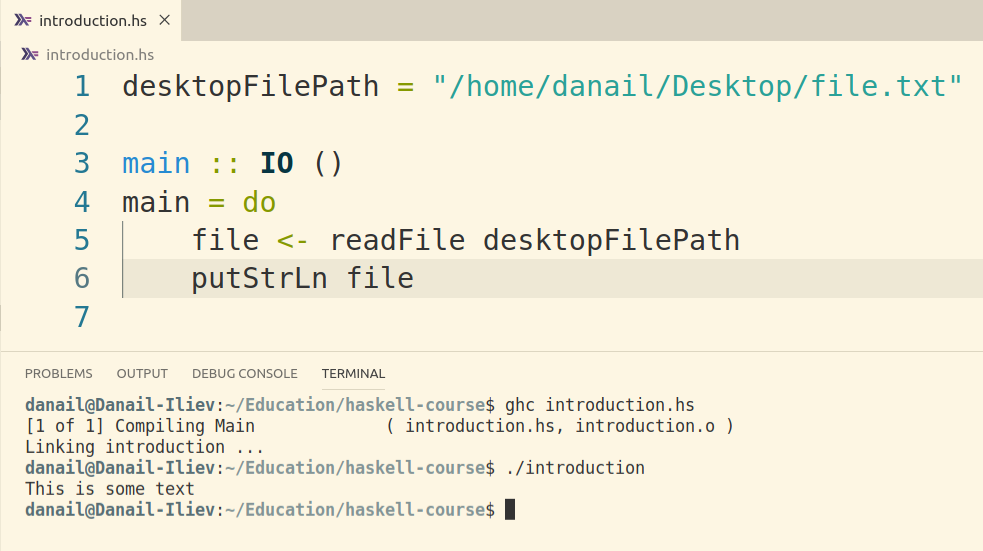 introduction.hs
introduction.hs
1 desktopFilePath = "/home/danail/Desktop/file.txt"
2
3 main :: IO ()
4 main = do
5     file <- readFile desktopFilePath
6     putStrLn file
7
PROBLEMS OUTPUT DEBUG CONSOLE TERMINAL
danail@Danail-Iliev:~/Education/haskell-course$ ghc introduction.hs
[1 of 1] Compiling Main             ( introduction.hs, introduction.o )
Linking introduction ...
danail@Danail-Iliev:~/Education/haskell-course$ ./introduction
This is some text
danail@Danail-Iliev:~/Education/haskell-course$